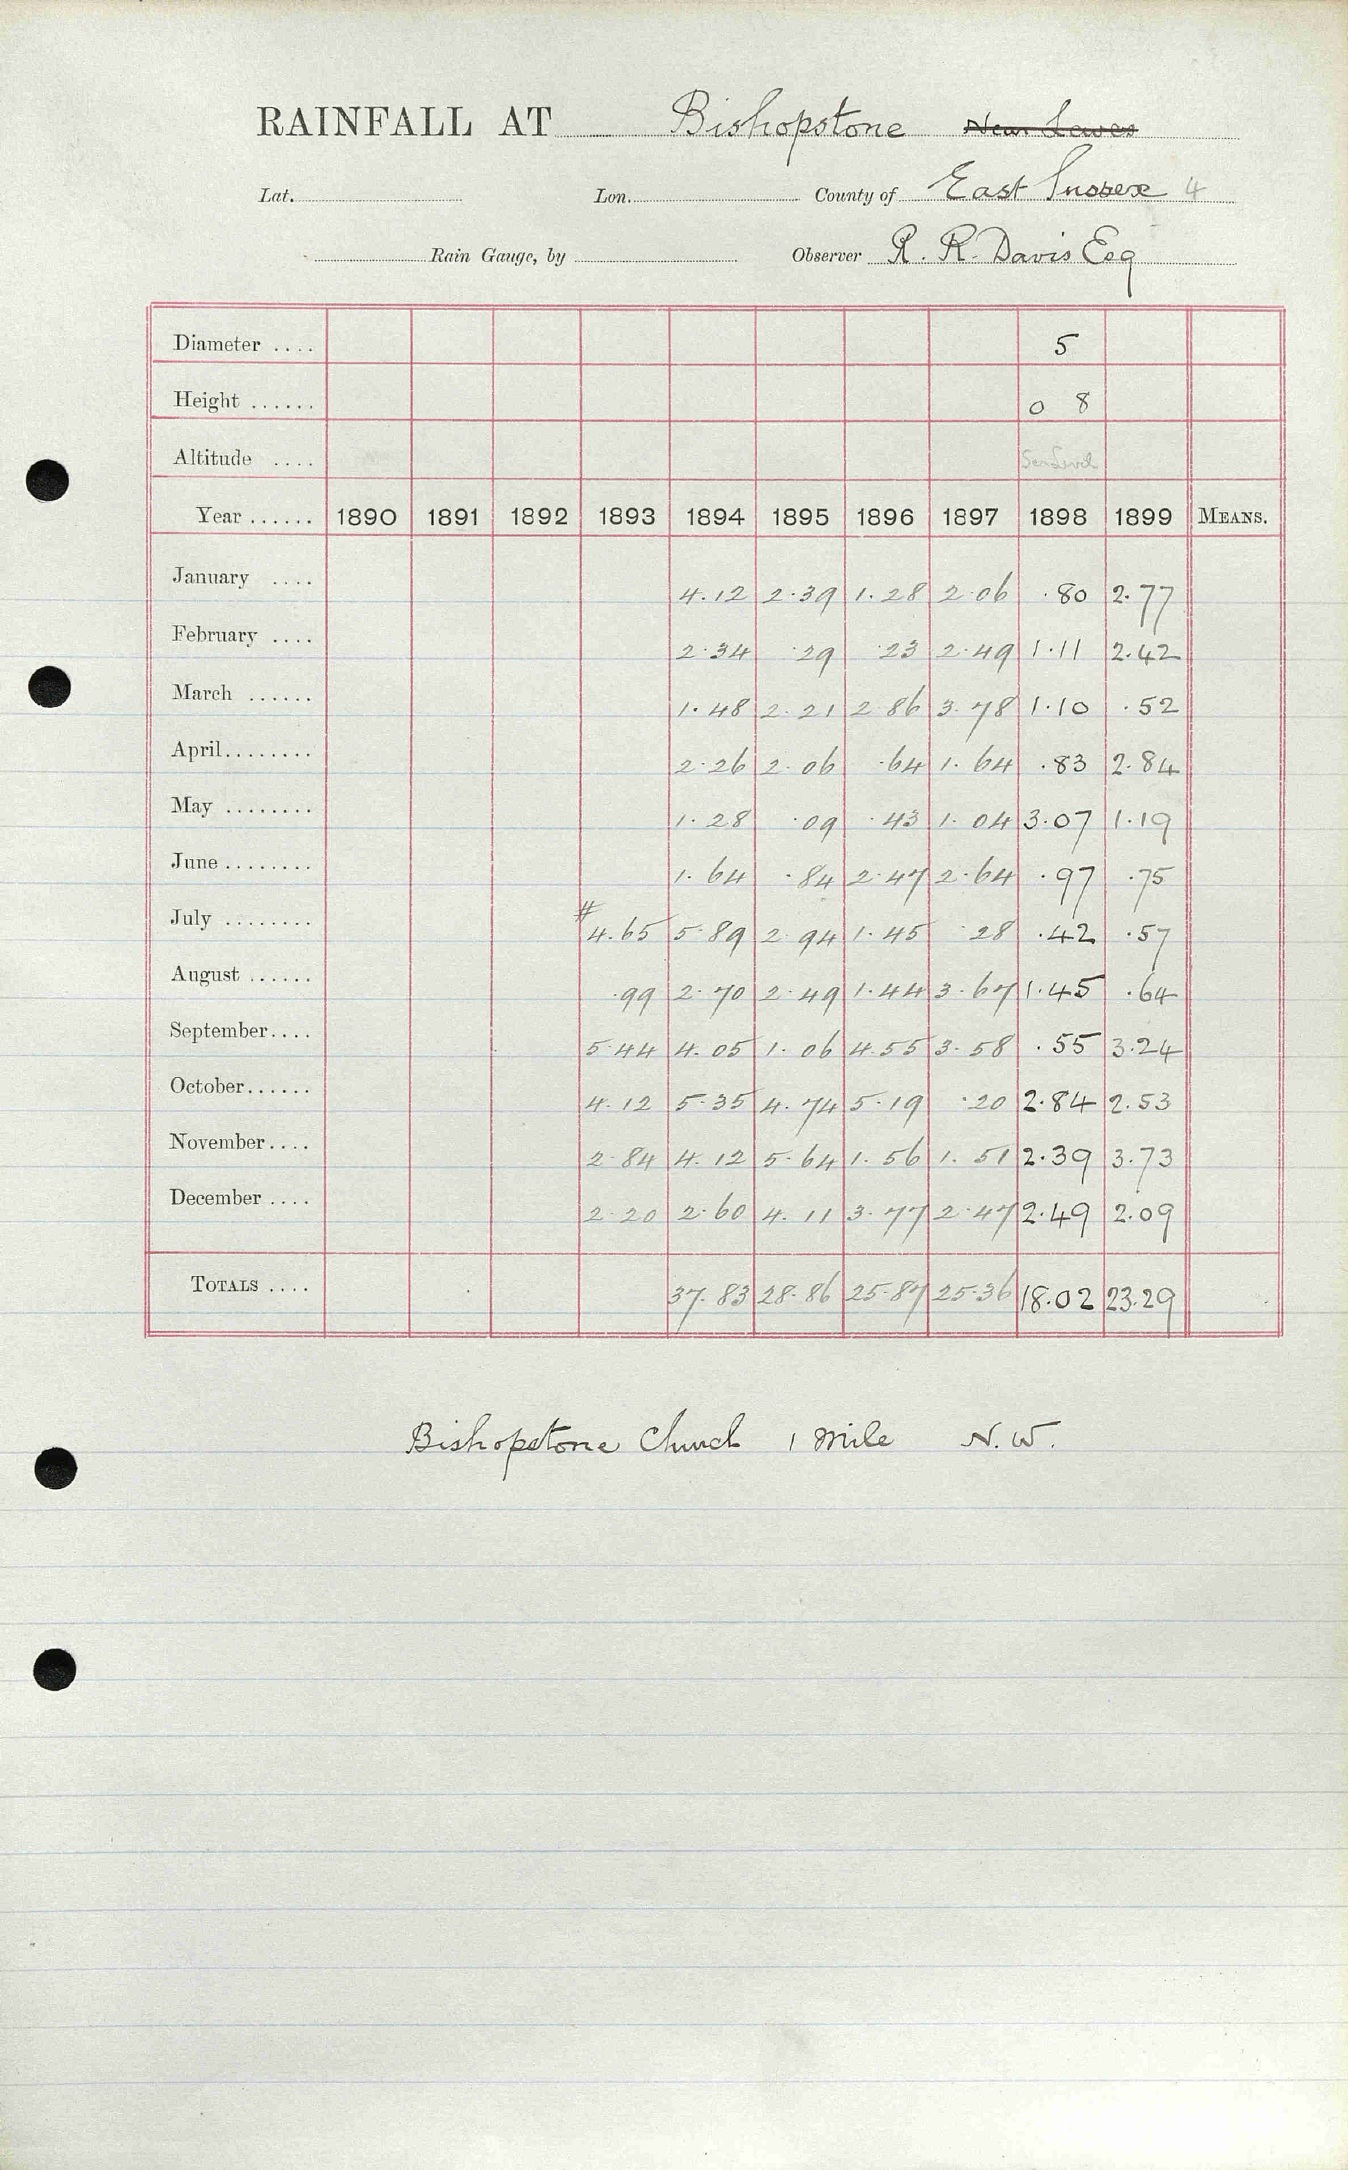 RAINFALL AT Bishopstone Near Lewes
Lat. Lon. County of East Sussex 4
Rain Gauge, by Observer R. R. Davis Esq
Diameter .... 5
Height ...... 0 8
Altitude .... Sea Level
Year ...... 1890 1891 1892 1893 1894 1895 1896 1897 1898 1899 MEANS.
January .... 4.12 2.39 1.28 2.06 .80 2.77
February .... 2.34 .29 .23 2.49 1.11 2.42
March ...... 1.48 2.21 2.86 3.78 1.10 .52
April........ 2.26 2.06 .64 1.64 .83 2.84
May ........ 1.28 .09 .43 1.04 3.07 1.19
June ........ 1.64 .84 2.47 2.64 .97 .75
July ........ # 4.65 5.89 2.94 1.45 .28 .42 .57
August ...... .99 2.70 2.49 1.44 3.67 1.45 .64
September.... 5.44 4.05 1.06 4.55 3.58 .55 3.24
October...... 4.12 5.35 4.74 5.19 .20 2.84 2.53
November.... 2.84 4.12 5.64 1.56 1.51 2.39 3.73
December .... 2.20 2.60 4.11 3.77 2.47 2.49 2.09
TOTALS .... 37.83 28.86 25.87 25.36 18.02 23.29
Bishopstone Church 1 mile N.W.